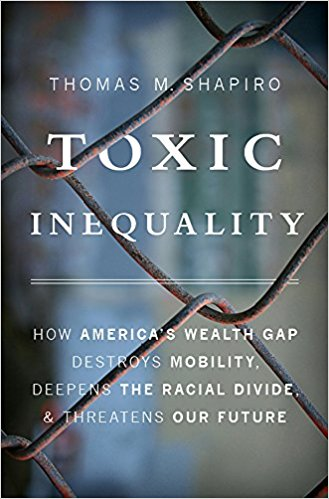 THOMAS M. SHAPIRO
TOXIC
INEQUALITY
HOW AMERICA'S WEALTH GAP
DESTROYS MOBILITY,
DEEPENS THE RACIAL DIVIDE,
& THREATENS OUR FUTURE